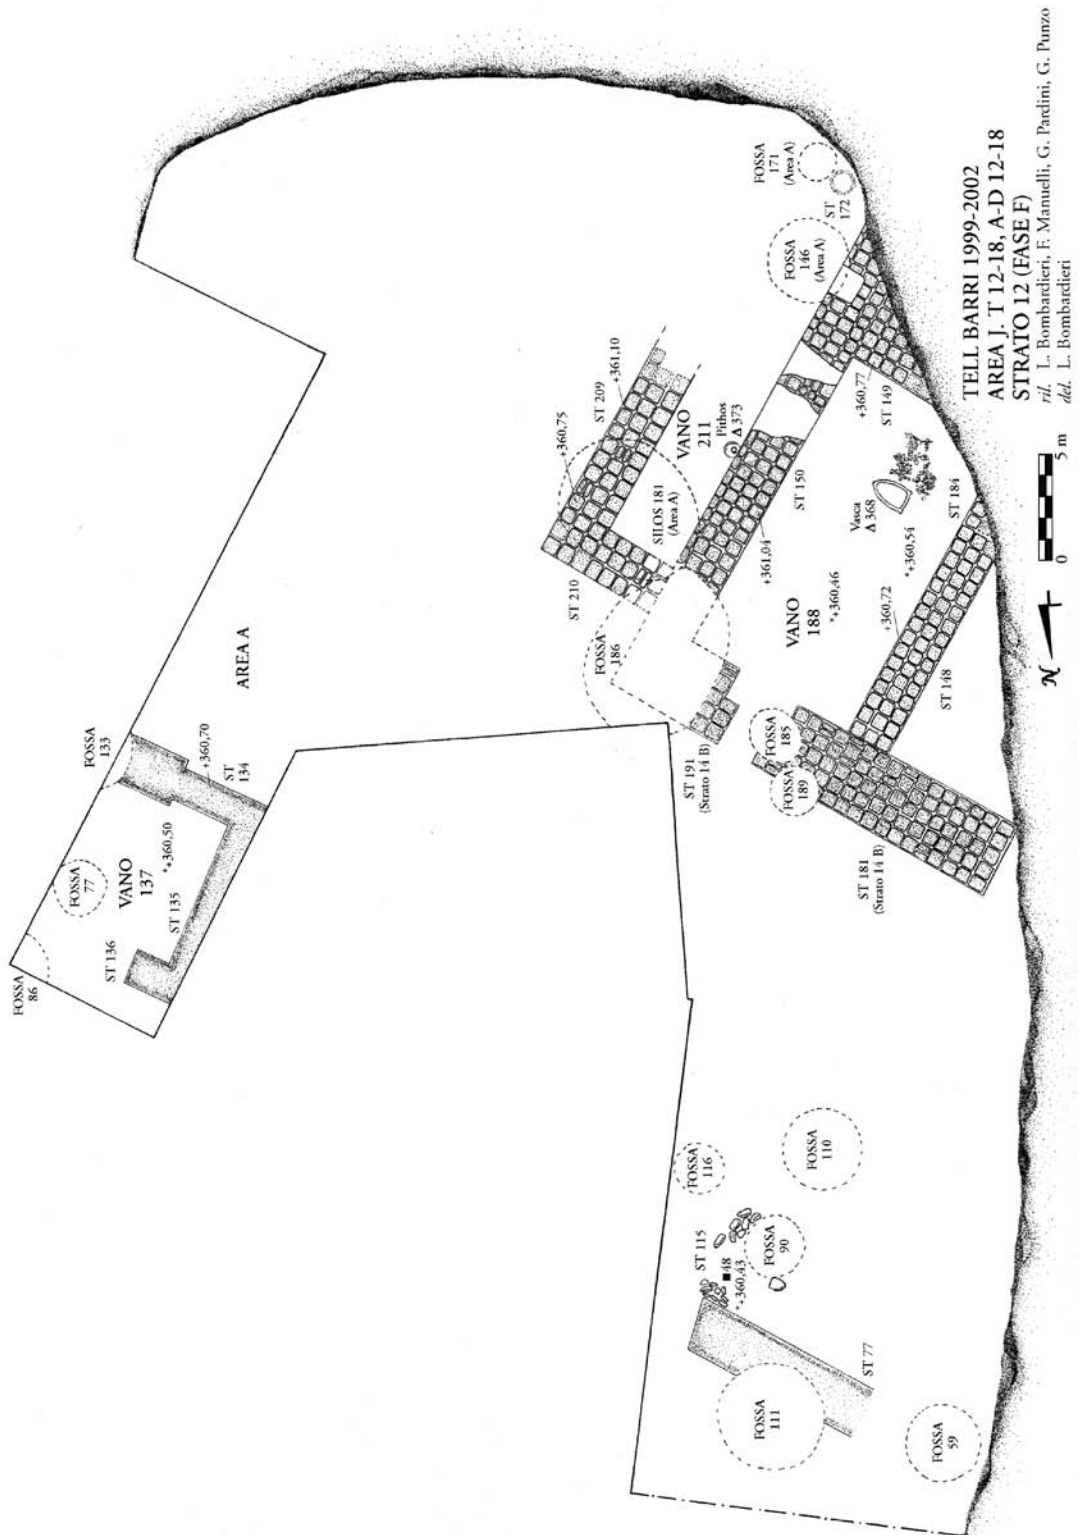 FOSSA
86
FOSSA
77
FOSSA
133
VANO
137
*+360,50
ST 136
ST 135
+360,70
ST
134
AREA A
ST 210
+360,75
ST 209
+361,10
SILOS 181
(Area A)
VANO
211
Pithos
Δ 373
FOSSA
186
ST 150
+361,04
FOSSA
146
(Area A)
FOSSA
171
(Area A)
ST
172
+360,77
ST 149
Vasca
Δ 368
VANO
188
*+360,46
*+360,54
ST 184
+360,72
ST 148
ST 191
(Strato 14 B)
FOSSA
185
FOSSA
189
ST 181
(Strato 14 B)
FOSSA
116
FOSSA
110
ST 115
■48
*+360,43
FOSSA
90
FOSSA
111
ST 77
FOSSA
59
N
0 5 m
TELL BARRI 1999-2002
AREA J. T 12-18, A-D 12-18
STRATO 12 (FASE F)
ril. L. Bombardieri, F. Manuelli, G. Pardini, G. Punzo
del. L. Bombardieri